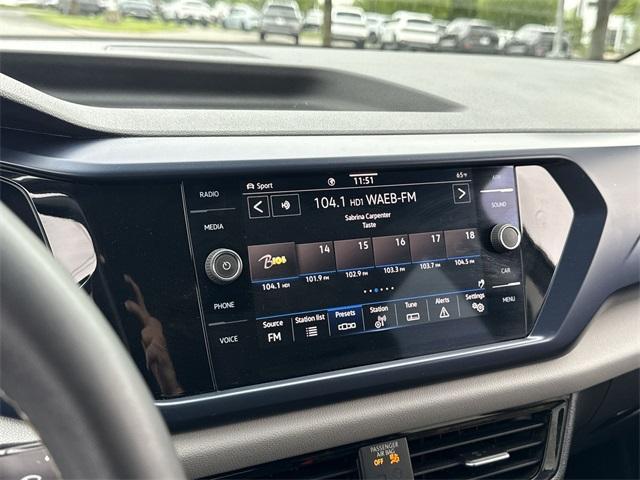 Sport
11:51
65°F
RADIO
MEDIA
PHONE
VOICE
104.1 HD1 WAEB-FM
Sabrina Carpenter
Taste
B104
14
15
16
17
18
104.1 HD1
101.9 FM
102.9 FM
103.3 FM
103.7 FM
104.5 FM
Source
FM
Station list
Presets
Station
Tune
Alerts
Settings
SOUND
CAR
MENU
PASSENGER
AIR BAG
OFF